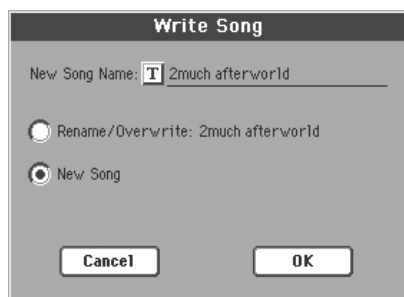 Write Song
New Song Name: T 2much afterworld
Rename/Overwrite: 2much afterworld
New Song
Cancel OK